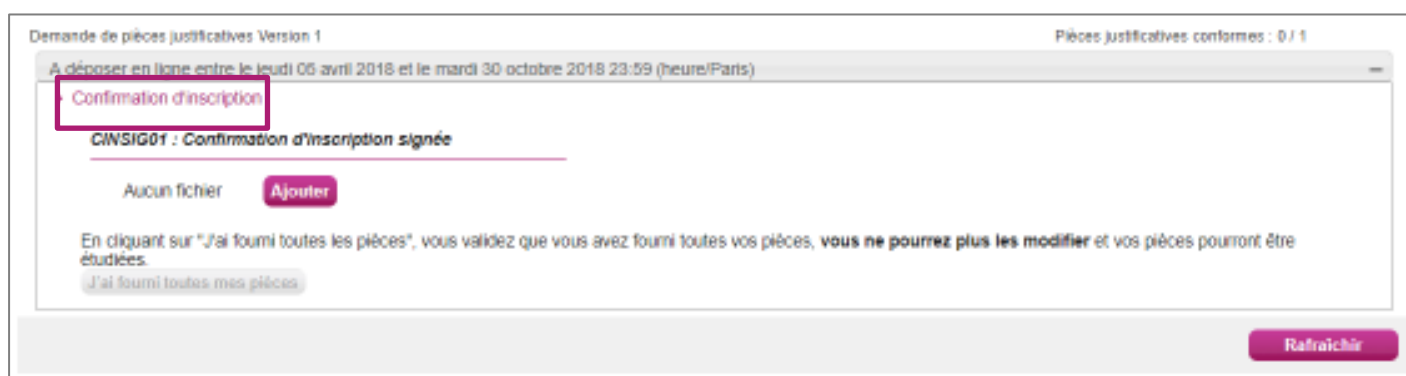 Demande de pièces justificatives Version 1
Pièces justificatives conformes : 0 / 1
A déposer en ligne entre le jeudi 05 avril 2018 et le mardi 30 octobre 2018 23:59 (heure/Paris)
Confirmation d'inscription
CINSIG01 : Confirmation d'inscription signée
Aucun fichier Ajouter
En cliquant sur "J'ai fourni toutes les pièces", vous validez que vous avez fourni toutes vos pièces, vous ne pourrez plus les modifier et vos pièces pourront être
étudiées.
J'ai fourni toutes mes pièces
Rafraîchir